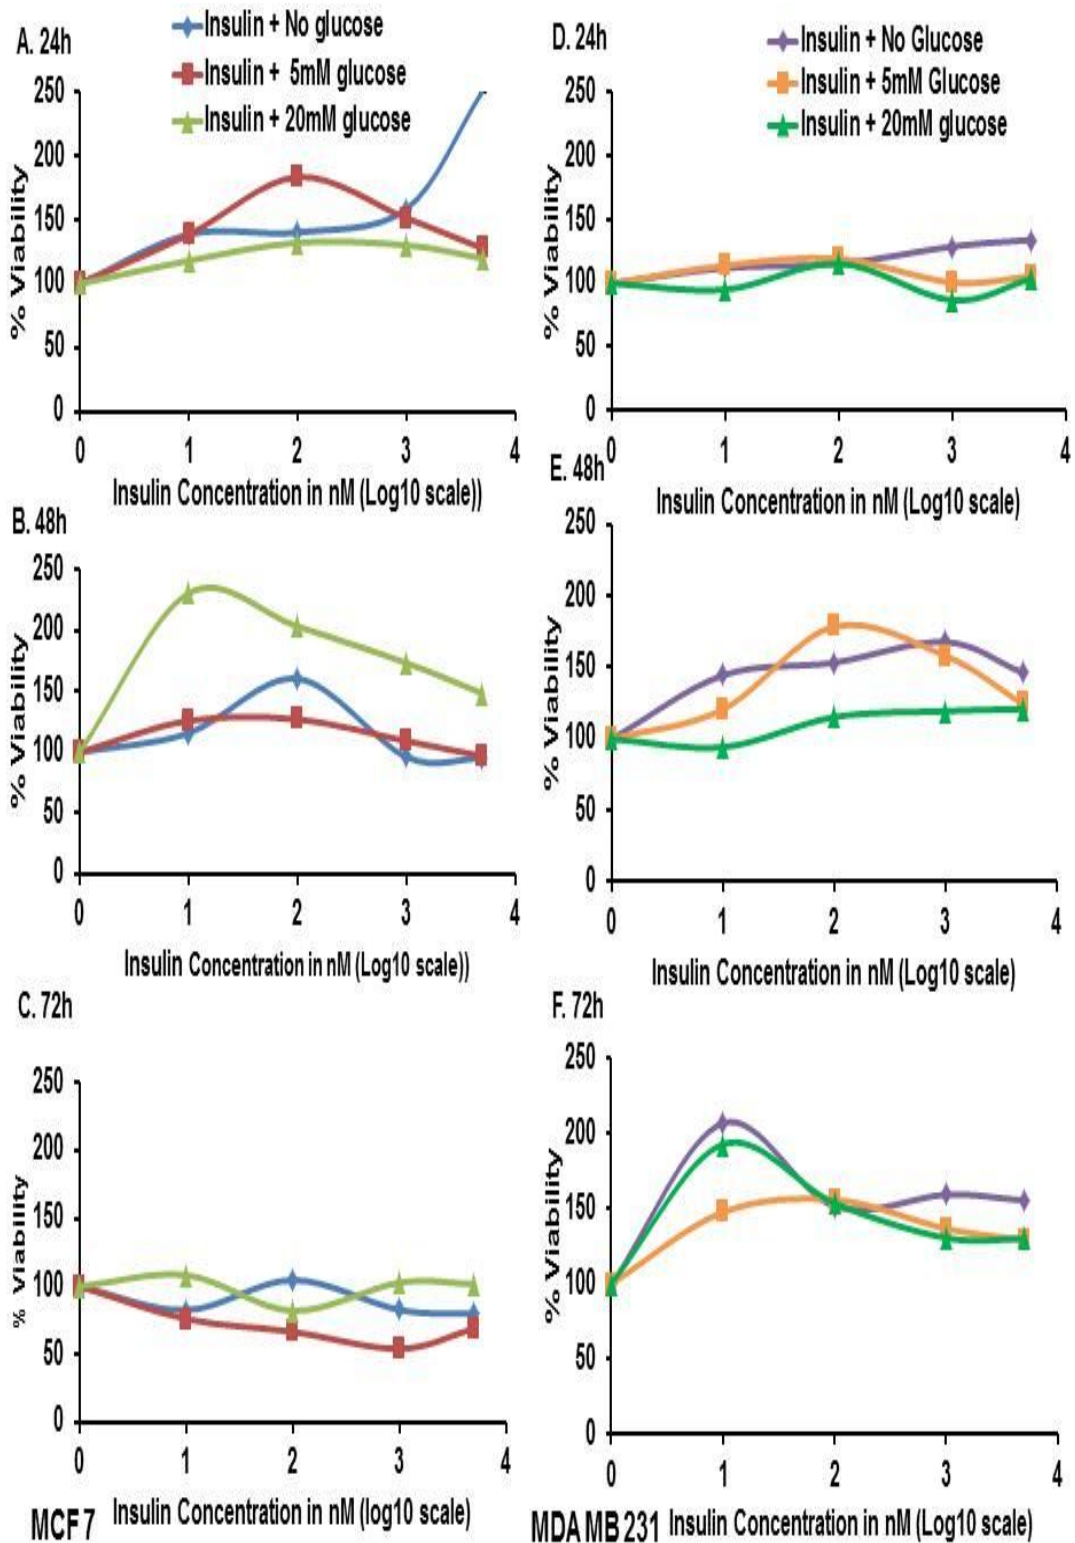 A. 24h
Insulin + No glucose
Insulin + 5mM glucose
Insulin + 20mM glucose
250
200
150
100
50
0
% Viability
0 1 2 3 4
Insulin Concentration in nM (Log10 scale))
D. 24h
Insulin + No Glucose
Insulin + 5mM Glucose
Insulin + 20mM glucose
250
200
150
100
50
0
% Viability
0 1 2 3 4
Insulin Concentration in nM (Log10 scale)
B. 48h
250
200
150
100
50
0
% Viability
0 1 2 3 4
Insulin Concentration in nM (Log10 scale))
E. 48h
250
200
150
100
50
0
% Viability
0 1 2 3 4
Insulin Concentration in nM (Log10 scale)
C. 72h
250
200
150
100
50
0
% Viability
0 1 2 3 4
Insulin Concentration in nM (log10 scale)
MCF 7
F. 72h
250
200
150
100
50
0
% Viability
0 1 2 3 4
Insulin Concentration in nM (Log10 scale)
MDA MB 231